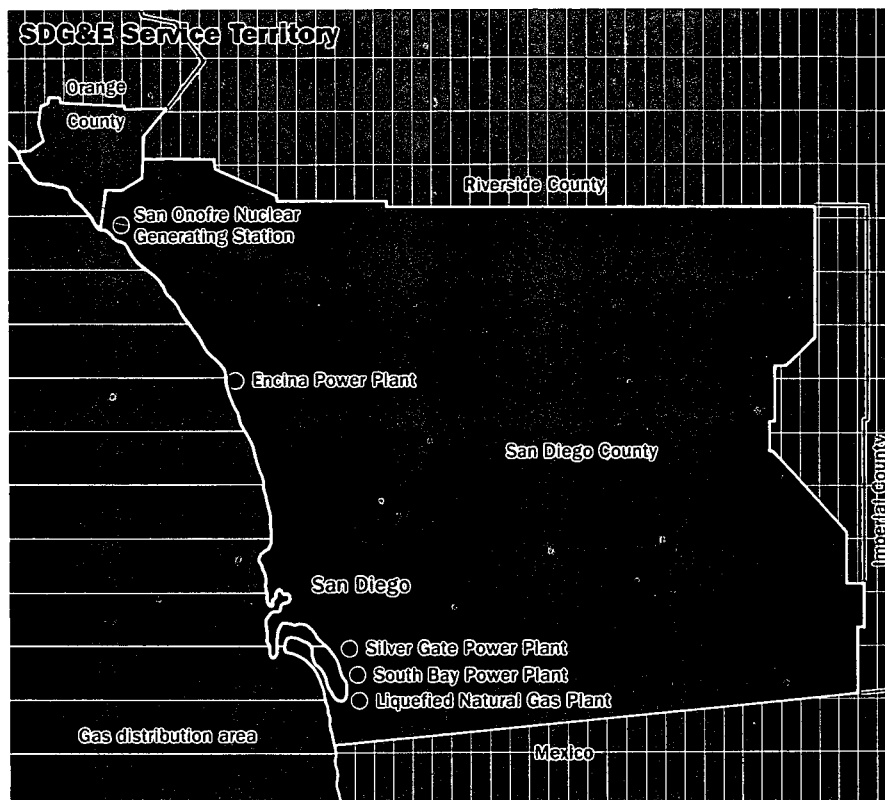 SDG&E Service Territory
Orange
County
Riverside County
San Onofre Nuclear
Generating Station
Encina Power Plant
San Diego County
Imperial County
San Diego
Silver Gate Power Plant
South Bay Power Plant
Liquefied Natural Gas Plant
Gas distribution area
Mexico